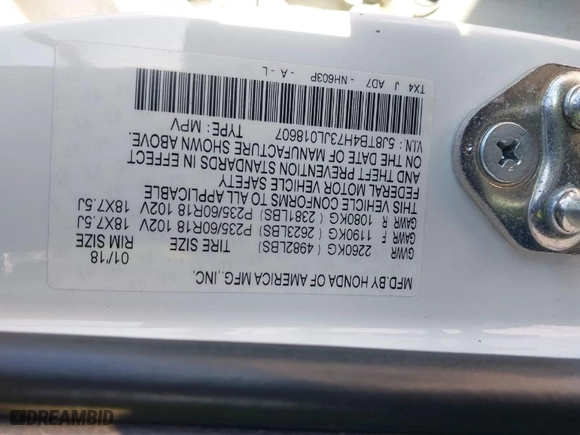 MFD.BY HONDA OF AMERICA MFG.,INC. 01/18
GVWR TIRE SIZE RIM SIZE
2260KG ( 4982LBS)
GAWR F 1190KG ( 2623LBS) P235/60R18 102V 18X7.5J
GAWR R 1080KG ( 2381LBS) P235/60R18 102V 18X7.5J
THIS VEHICLE CONFORMS TO ALL APPLICABLE
FEDERAL MOTOR VEHICLE SAFETY
AND THEFT PREVENTION STANDARDS IN EFFECT
ON THE DATE OF MANUFACTURE SHOWN ABOVE.
VIN: 5J8TB4H73JL018607 TYPE: MPV
TX4 J AD7 -NH603P -A -L
DREAMBID